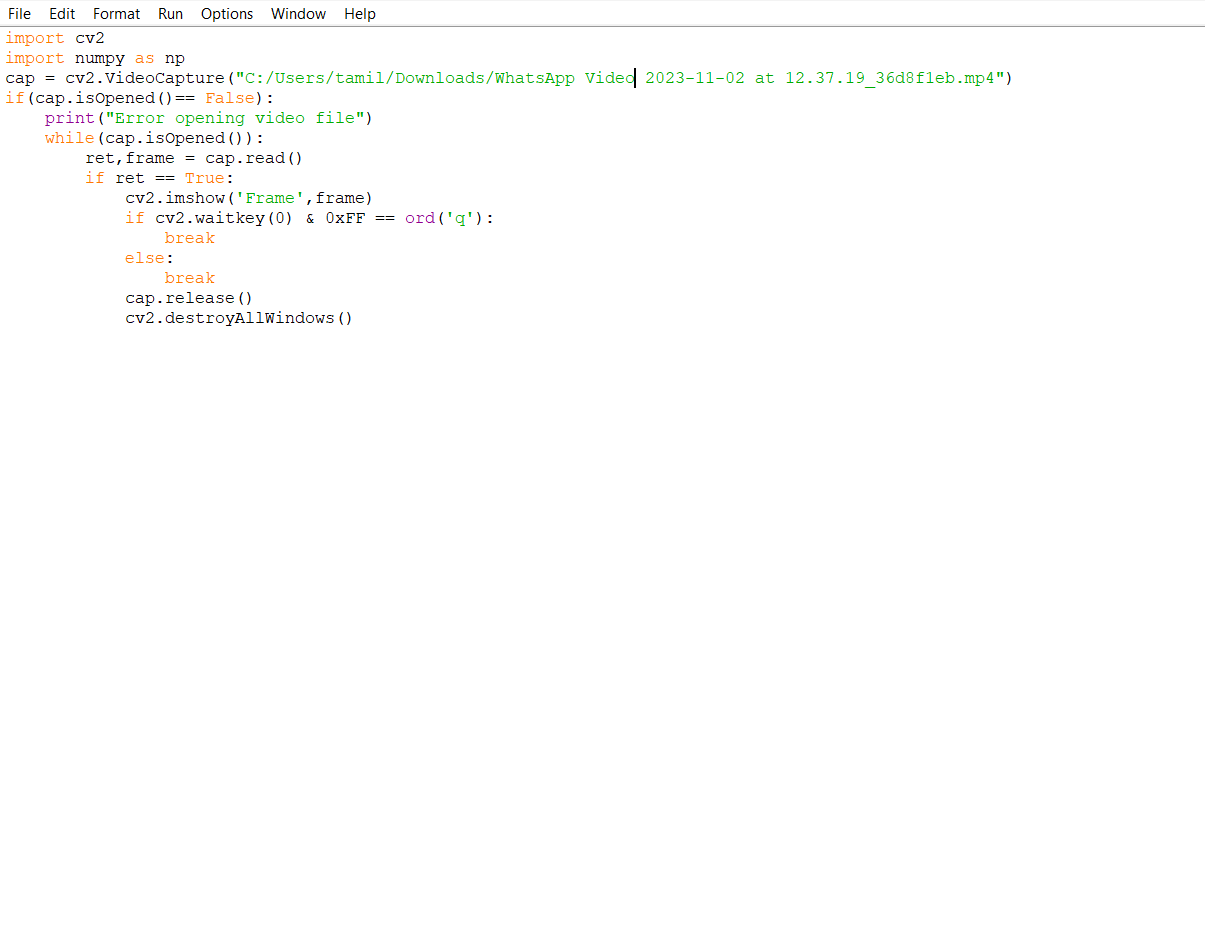 File Edit Format Run Options Window Help
import cv2
import numpy as np
cap = cv2.VideoCapture("C:/Users/tamil/Downloads/WhatsApp Video 2023-11-02 at 12.37.19_36d8f1eb.mp4")
if(cap.isOpened()== False):
    print("Error opening video file")
    while(cap.isOpened()):
        ret,frame = cap.read()
        if ret == True:
            cv2.imshow('Frame',frame)
            if cv2.waitkey(0) & 0xFF == ord('q'):
                break
            else:
                break
            cap.release()
            cv2.destroyAllWindows()